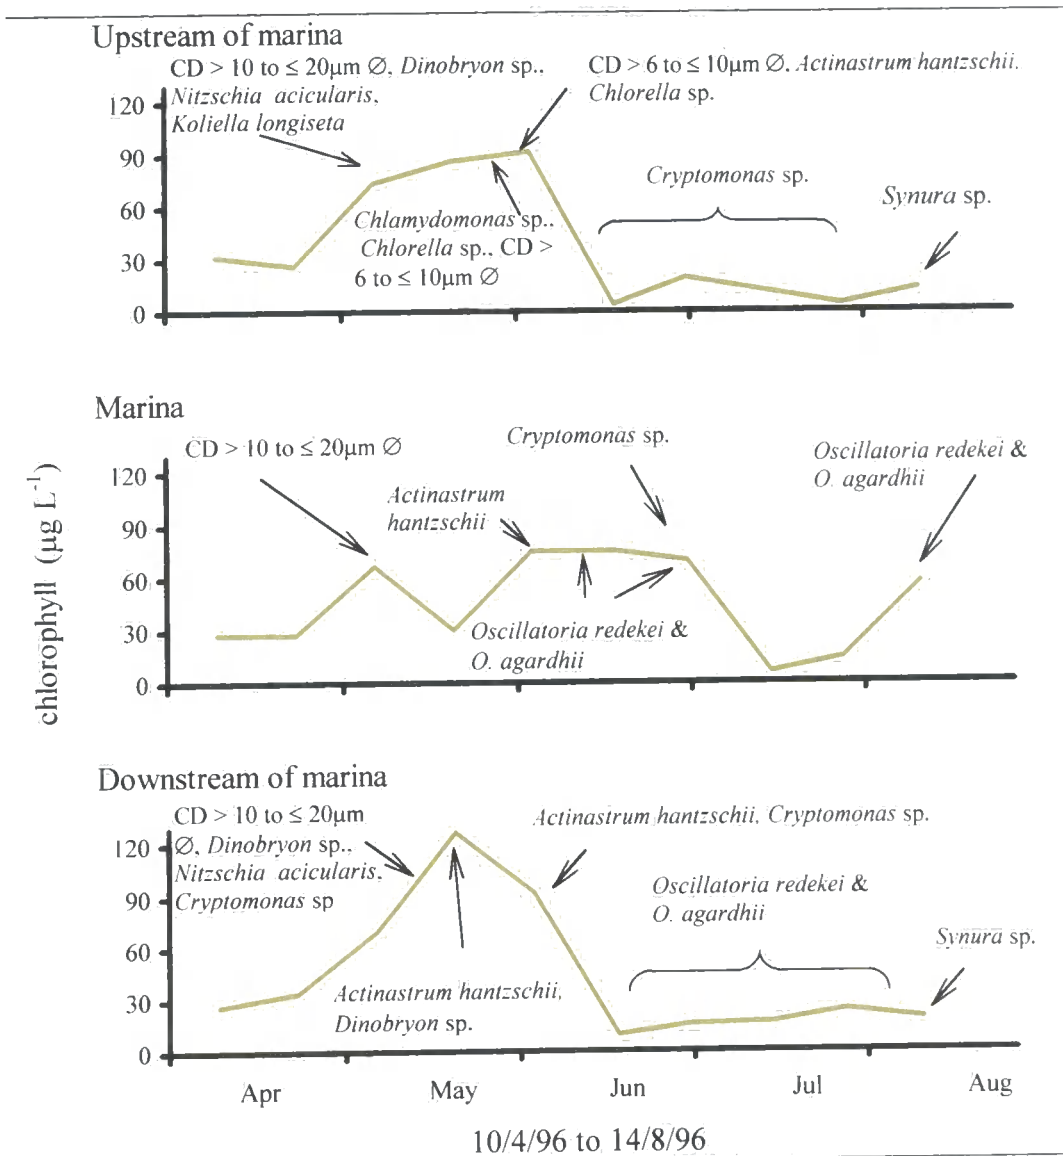 Upstream of marina
CD > 10 to ≤ 20µm Ø, Dinobryon sp.,
Nitzschia acicularis,
Koliella longiseta
CD > 6 to ≤ 10µm Ø, Actinastrum hantzschii,
Chlorella sp.
Cryptomonas sp.
Synura sp.
Chlamydomonas sp.,
Chlorella sp., CD >
6 to ≤ 10µm Ø
120
90
60
30
0
Marina
CD > 10 to ≤ 20µm Ø
Cryptomonas sp.
Oscillatoria redekei &
O. agardhii
Actinastrum
hantzschii
Oscillatoria redekei &
O. agardhii
120
90
60
30
0
chlorophyll (µg L⁻¹)
Downstream of marina
CD > 10 to ≤ 20µm
Ø, Dinobryon sp.,
Nitzschia acicularis,
Cryptomonas sp
Actinastrum hantzschii, Cryptomonas sp.
Oscillatoria redekei &
O. agardhii
Synura sp.
Actinastrum hantzschii,
Dinobryon sp.
120
90
60
30
0
Apr May Jun Jul Aug
10/4/96 to 14/8/96